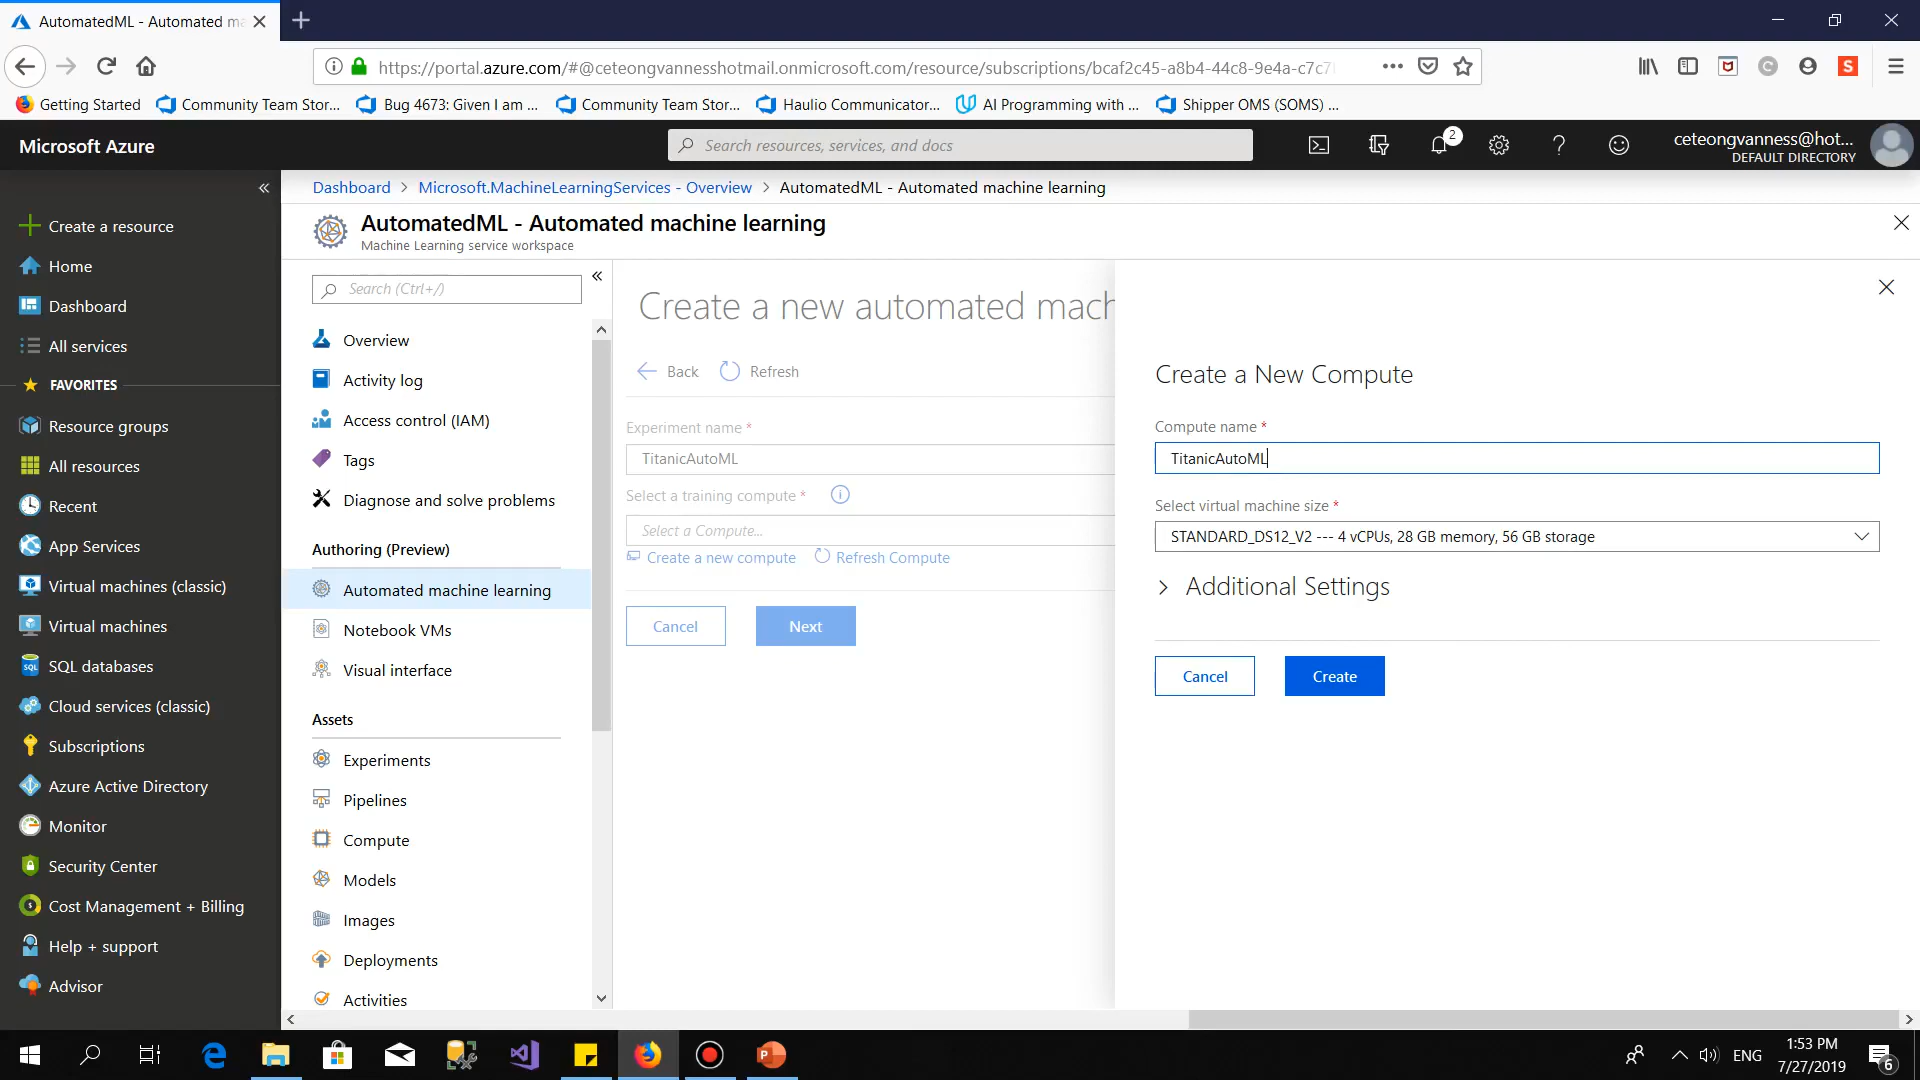 AutomatedML - Automated ma
https://portal.azure.com/#@ceteongvannesshotmail.onmicrosoft.com/resource/subscriptions/bcaf2c45-a8b4-44c8-9e4a-c7c7
Getting Started
Community Team Stor...
Bug 4673: Given I am ...
Community Team Stor...
Haulio Communicator...
AI Programming with ...
Shipper OMS (SOMS) ...
Microsoft Azure
Search resources, services, and docs
2
ceteongvanness@hot...
DEFAULT DIRECTORY
Create a resource
Home
Dashboard
All services
FAVORITES
Resource groups
All resources
Recent
App Services
Virtual machines (classic)
Virtual machines
SQL databases
Cloud services (classic)
Subscriptions
Azure Active Directory
Monitor
Security Center
Cost Management + Billing
Help + support
Advisor
Dashboard > Microsoft.MachineLearningServices - Overview > AutomatedML - Automated machine learning
AutomatedML - Automated machine learning
Machine Learning service workspace
Search (Ctrl+/)
Overview
Activity log
Access control (IAM)
Tags
Diagnose and solve problems
Authoring (Preview)
Automated machine learning
Notebook VMs
Visual interface
Assets
Experiments
Pipelines
Compute
Models
Images
Deployments
Activities
Create a new automated mach
Back
Refresh
Experiment name *
TitanicAutoML
Select a training compute *
Select a Compute...
Create a new compute
Refresh Compute
Cancel
Next
Create a New Compute
Compute name *
TitanicAutoML
Select virtual machine size *
STANDARD_DS12_V2 --- 4 vCPUs, 28 GB memory, 56 GB storage
Additional Settings
Cancel
Create
ENG
1:53 PM
7/27/2019
6